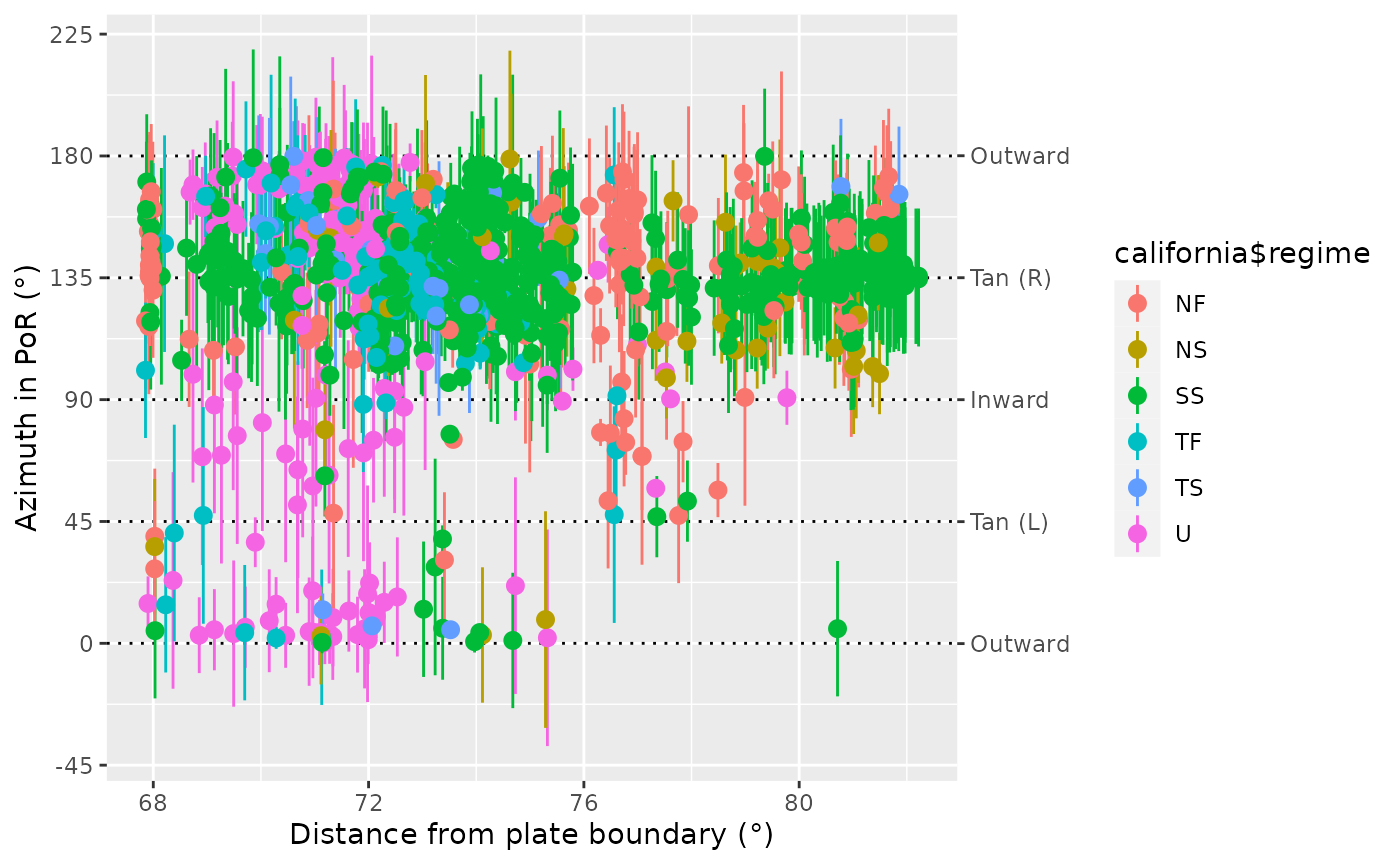 225
180
135
90
45
0
-45
Azimuth in PoR (°)
68
72
76
80
Distance from plate boundary (°)
Outward
Tan (R)
Inward
Tan (L)
Outward
california$regime
NF
NS
SS
TF
TS
U